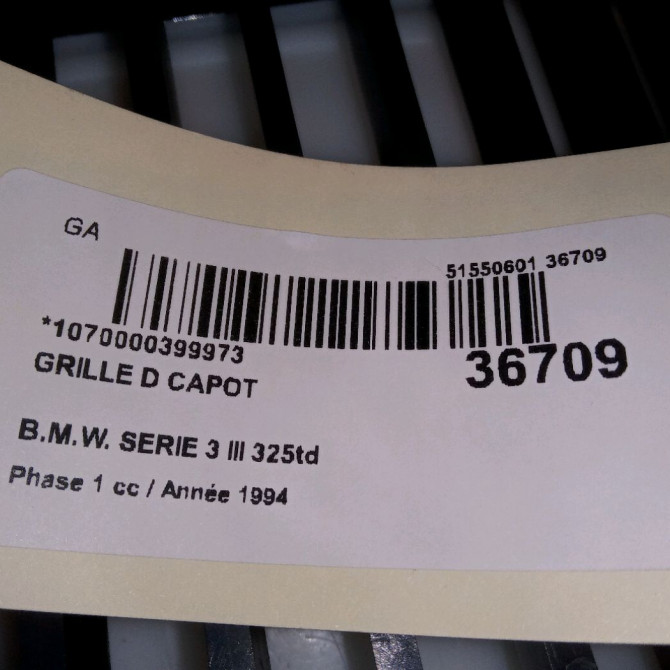 GA
51550601 36709
*1070000399973
36709
GRILLE D CAPOT
B.M.W. SERIE 3 III 325td
Phase 1 cc / Année 1994